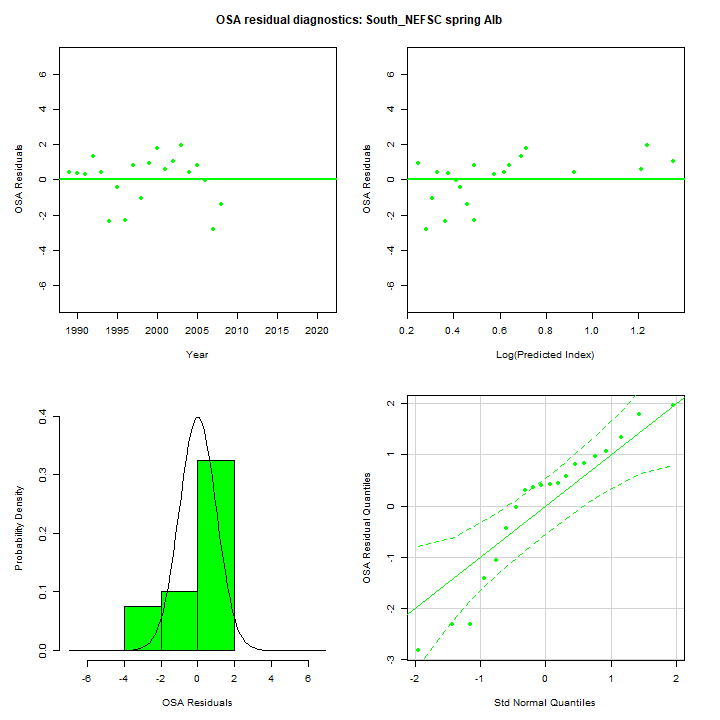 OSA residual diagnostics: South_NEFSC spring Alb
6
4
2
0
-2
-4
-6
OSA Residuals
1990 1995 2000 2005 2010 2015 2020
Year
6
4
2
0
-2
-4
-6
OSA Residuals
0.2 0.4 0.6 0.8 1.0 1.2
Log(Predicted Index)
0.4
0.3
0.2
0.1
0.0
Probability Density
-6 -4 -2 0 2 4 6
OSA Residuals
2
1
0
-1
-2
-3
OSA Residual Quantiles
-2 -1 0 1 2
Std Normal Quantiles